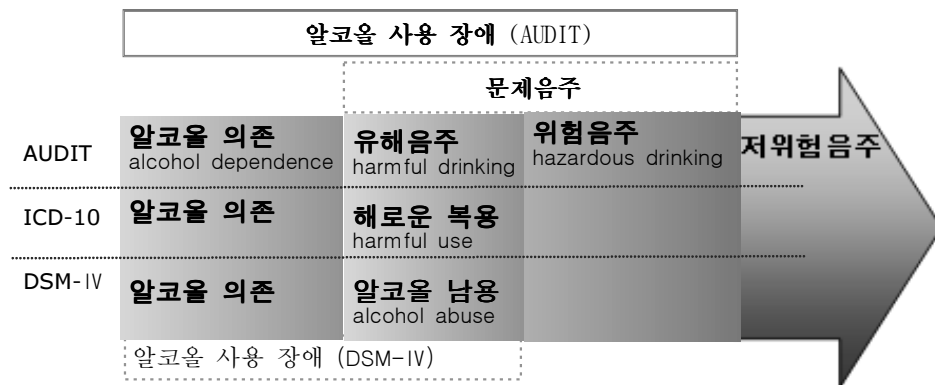 알코올 사용 장애 (AUDIT)
문제음주
AUDIT
알코올 의존
alcohol dependence
유해음주
harmful drinking
위험음주
hazardous drinking
저위험음주
ICD-10
알코올 의존
해로운 복용
harmful use
DSM-IV
알코올 의존
알코올 남용
alcohol abuse
알코올 사용 장애 (DSM-IV)